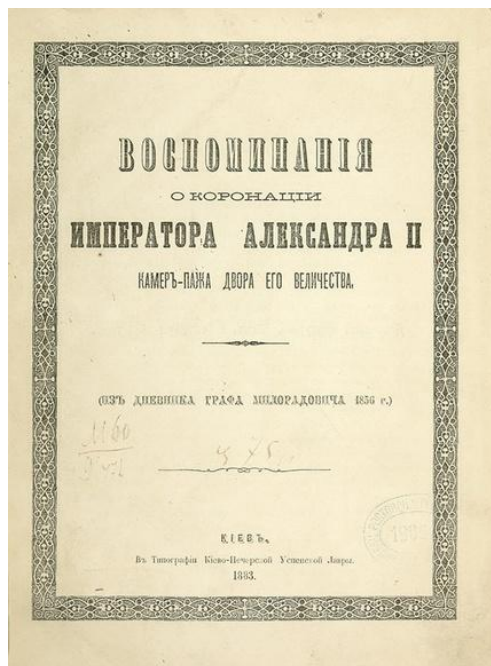 ВОСПОМИНАНІЯ
О КОРОНАЦІИ
ИМПЕРАТОРА АЛЕКСАНДРА II
КАМЕРЪ-ПАЖА ДВОРА ЕГО ВЕЛИЧЕСТВА.
(ИЗЪ ДНЕВНИКА ГРАФА МИЛОРАДОВИЧА 1856 г.)
М60
КІЕВЪ.
Въ Типографіи Кіево-Печерской Успенской Лавры.
1883.